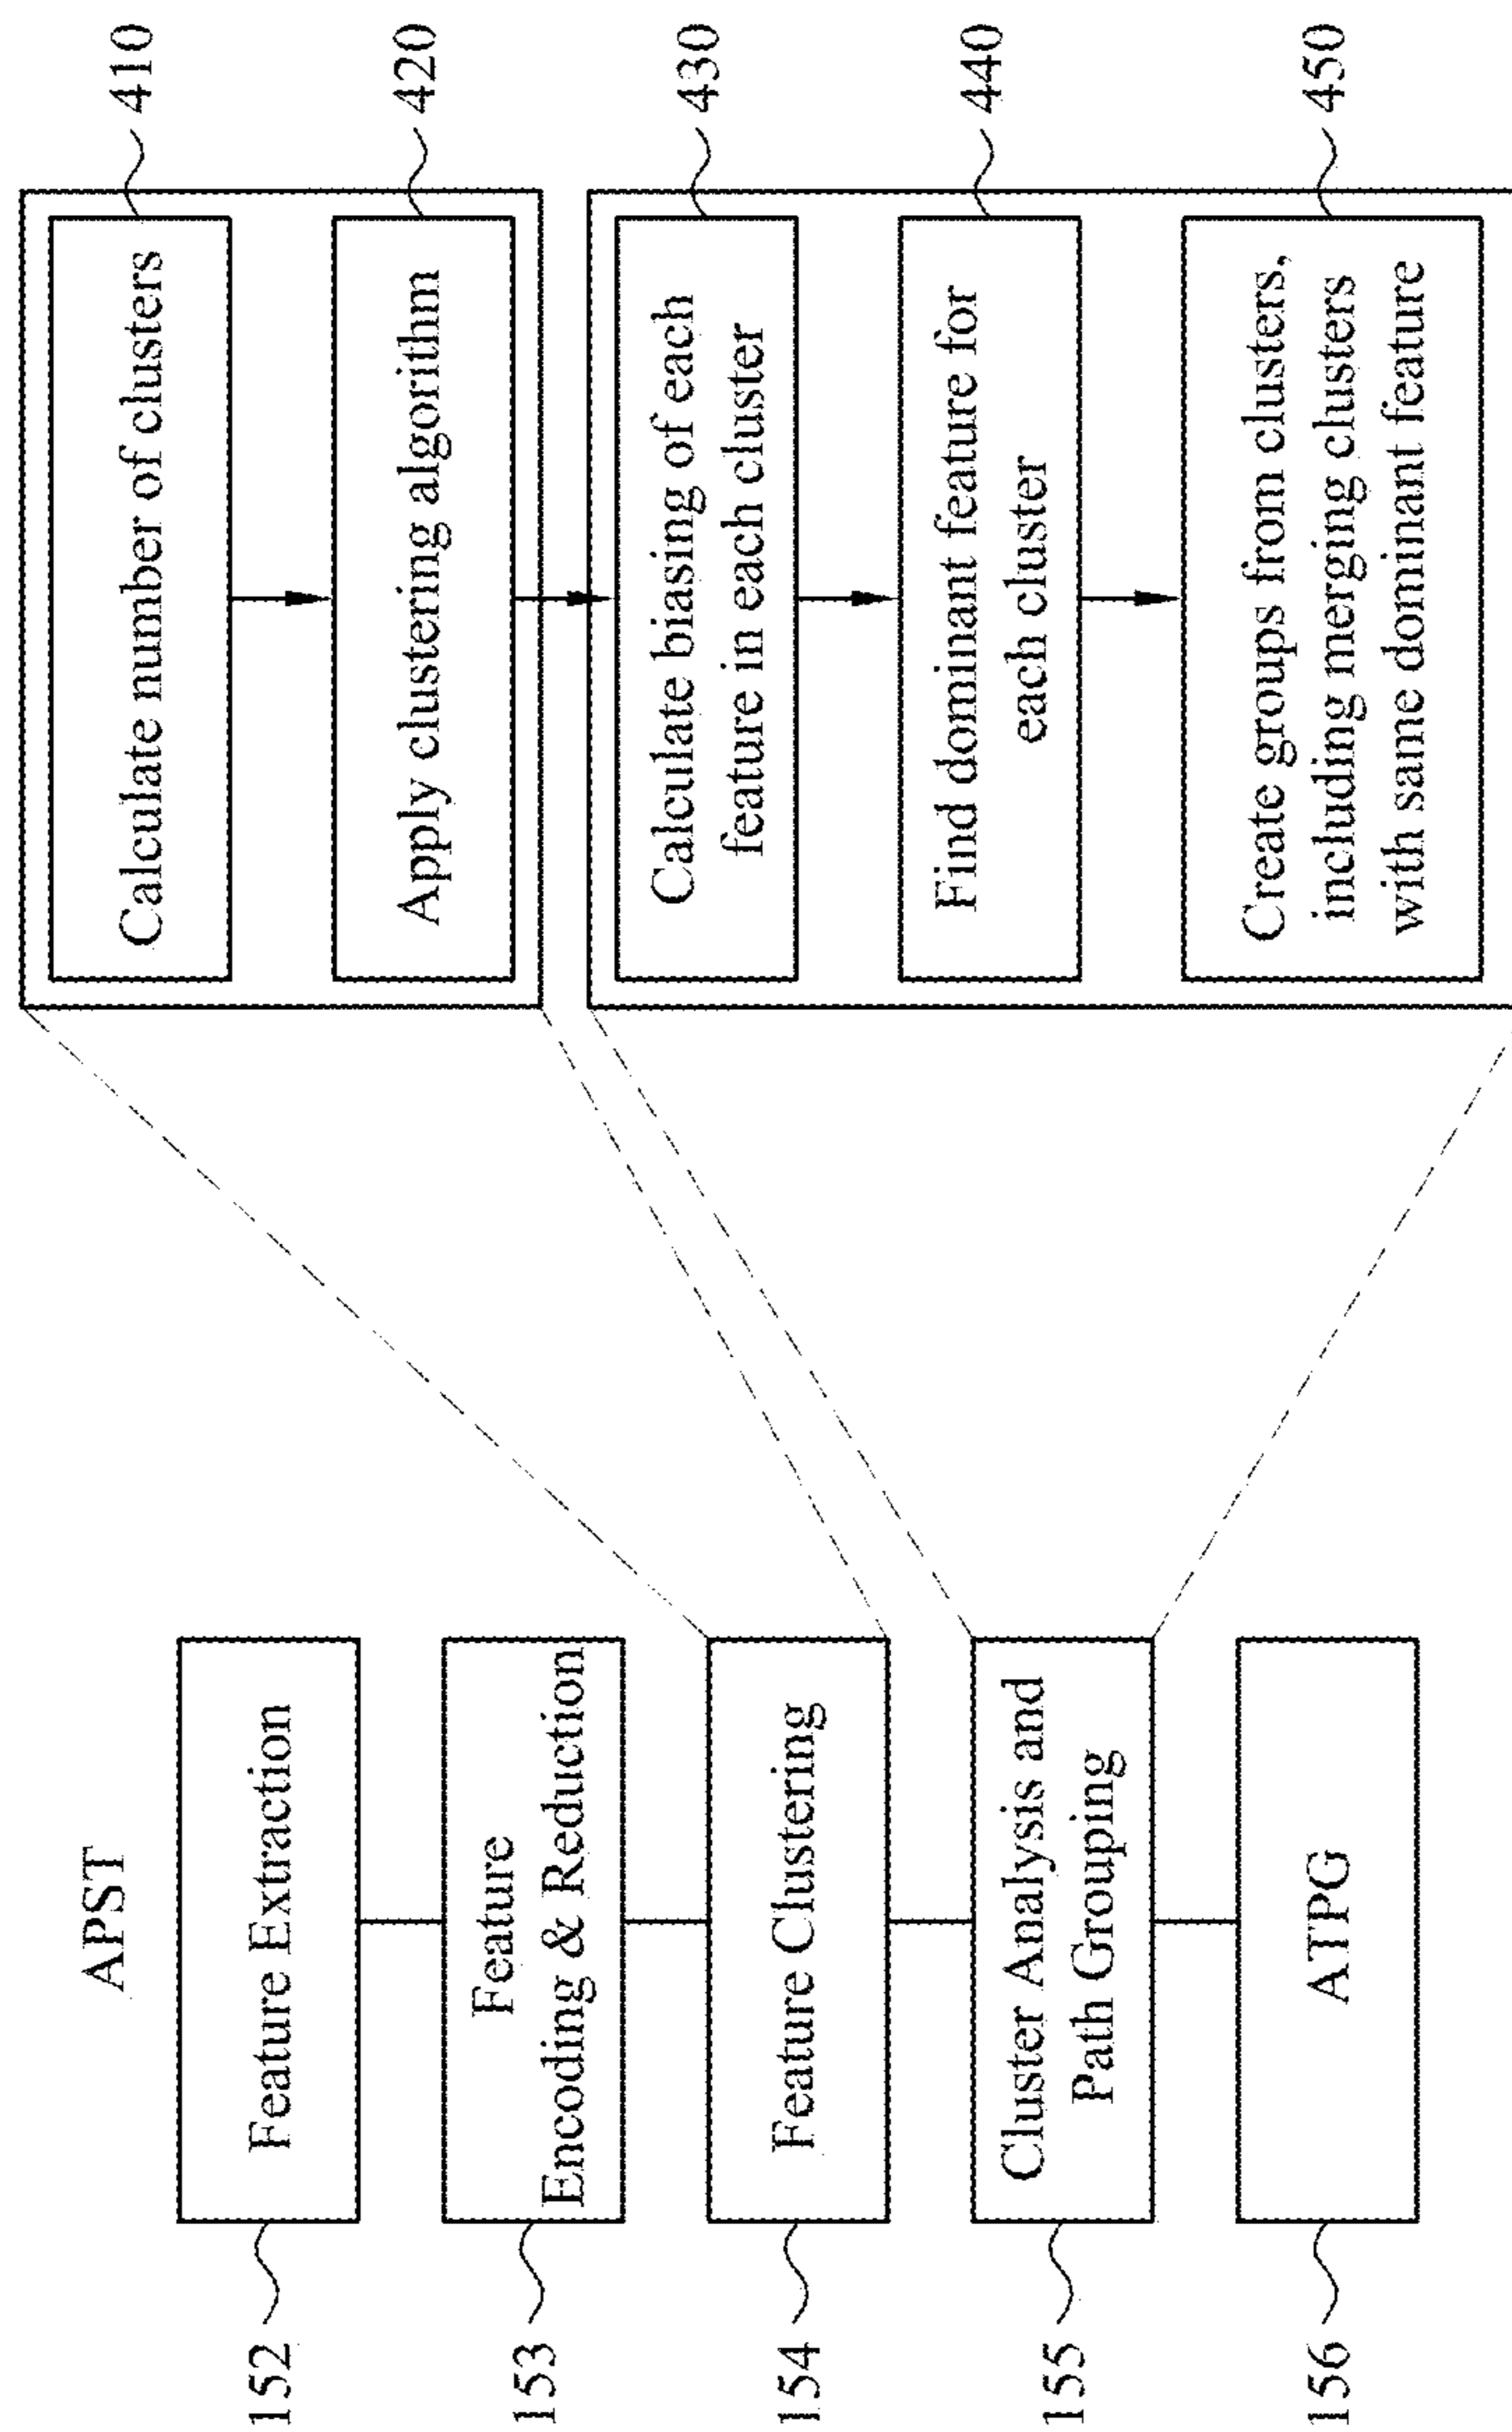 APST
152
Feature Extraction
153
Feature
Encoding & Reduction
154
Feature Clustering
155
Cluster Analysis and
Path Grouping
156
ATPG
Calculate number of clusters
410
Apply clustering algorithm
420
Calculate biasing of each
feature in each cluster
430
Find dominant feature for
each cluster
440
Create groups from clusters,
including merging clusters
with same dominant feature
450